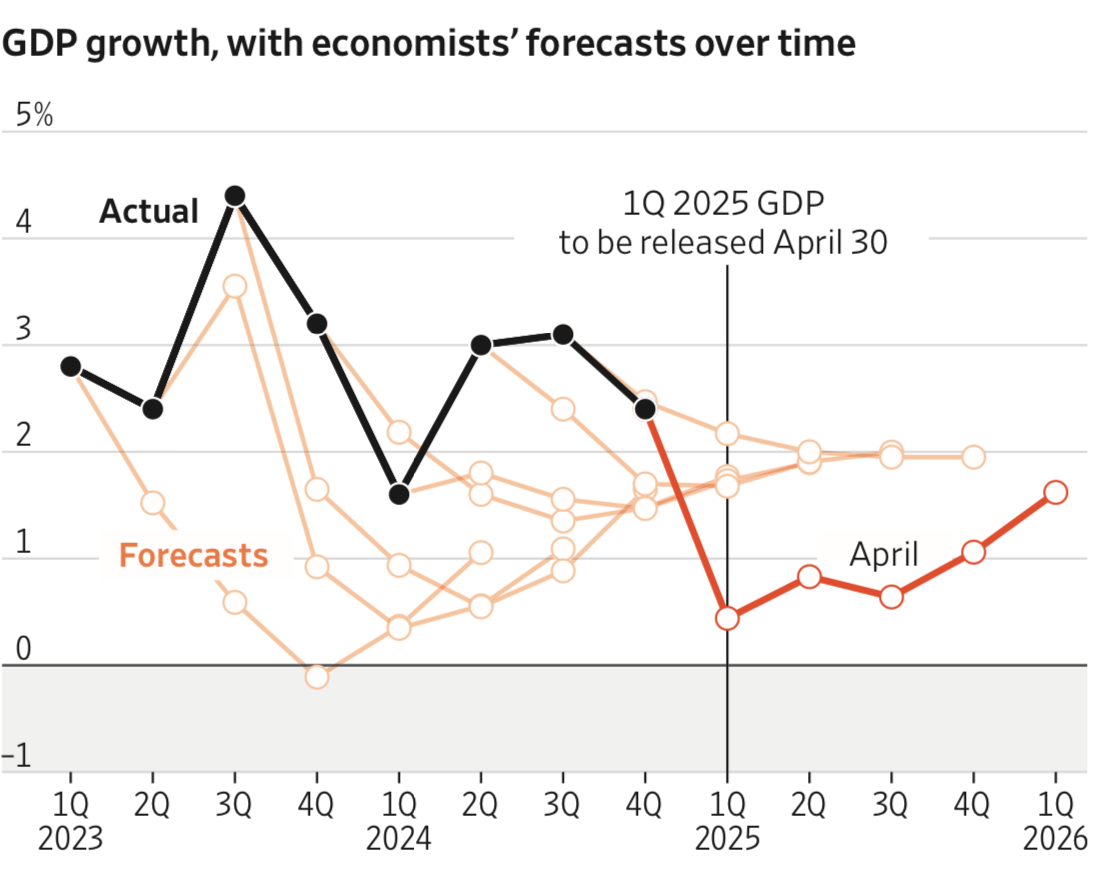 GDP growth, with economists’ forecasts over time
5%
Actual
1Q 2025 GDP
to be released April 30
4
3
2
1
Forecasts
April
0
–1
1Q 2Q 3Q 4Q 1Q 2Q 3Q 4Q 1Q 2Q 3Q 4Q 1Q
2023 2024 2025 2026